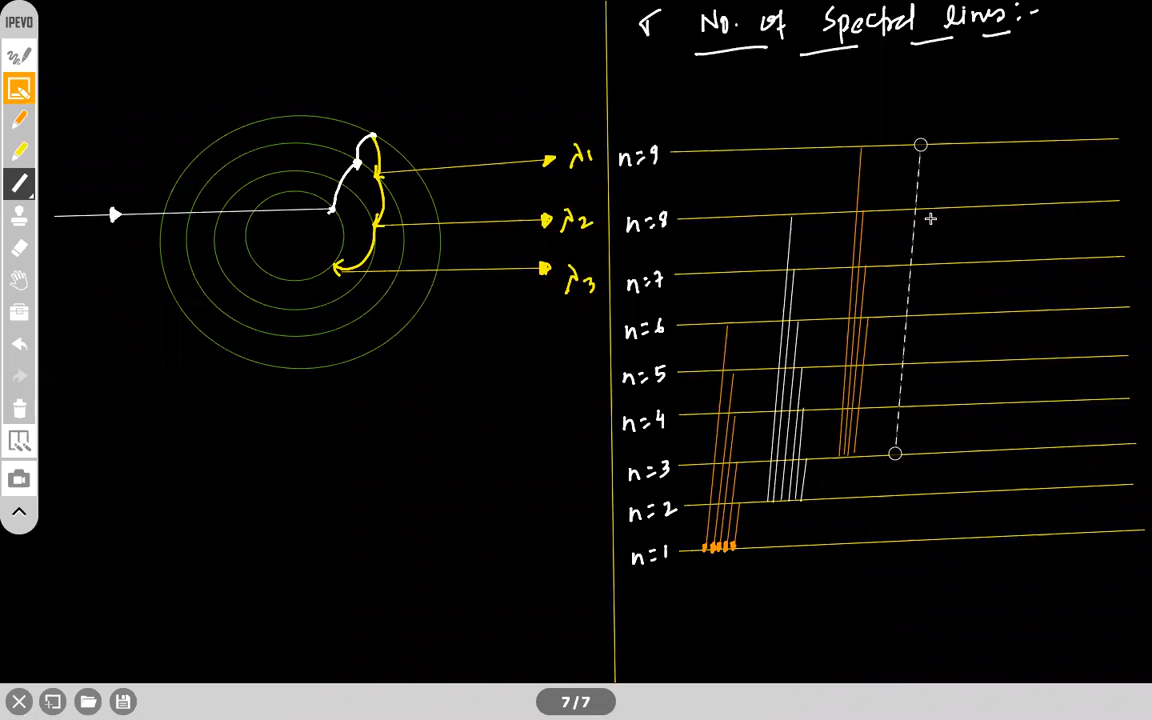 IPEVO
No. of Spectral lines:-
λ1
λ2
λ3
n=9
n=8
n=7
n=6
n=5
n=4
n=3
n=2
n=1
7/7